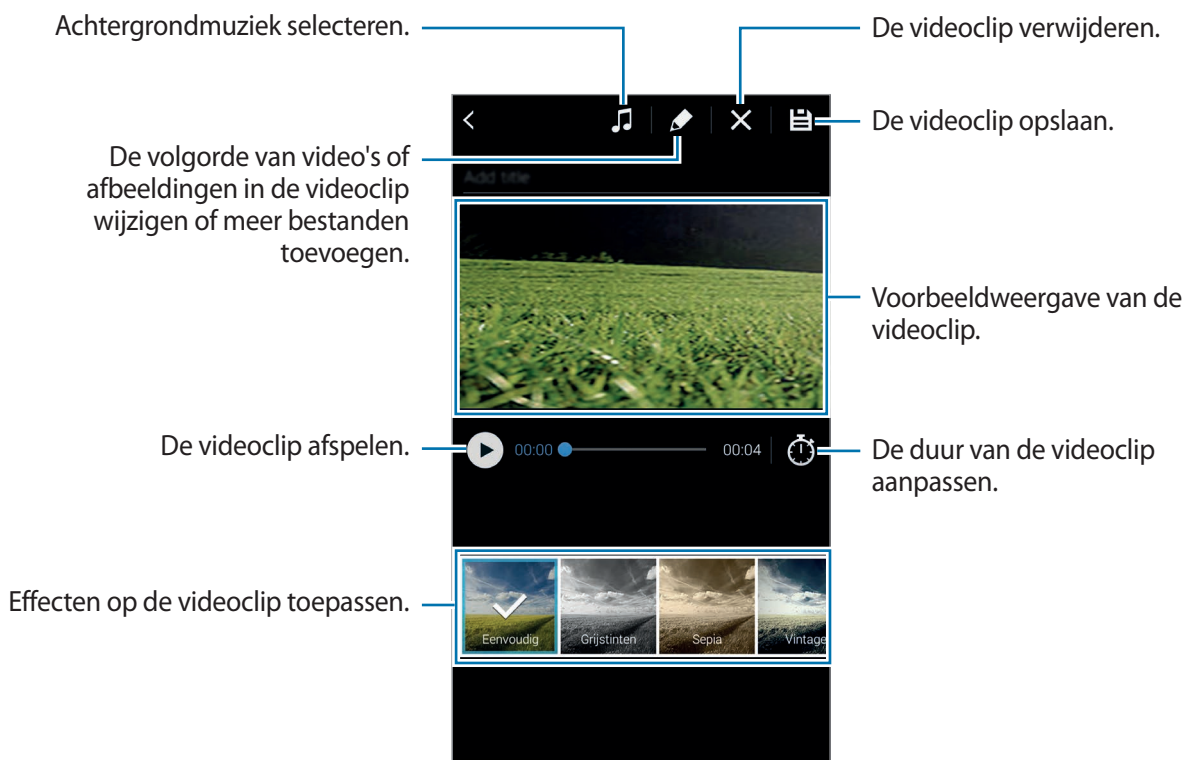 Achtergrondmuziek selecteren.
De videoclip verwijderen.
De videoclip opslaan.
De volgorde van video's of
afbeeldingen in de videoclip
wijzigen of meer bestanden
toevoegen.
Add title
Voorbeeldweergave van de
videoclip.
De videoclip afspelen.
00:00
00:04
De duur van de videoclip
aanpassen.
Effecten op de videoclip toepassen.
Eenvoudig
Grijstinten
Sepia
Vintage